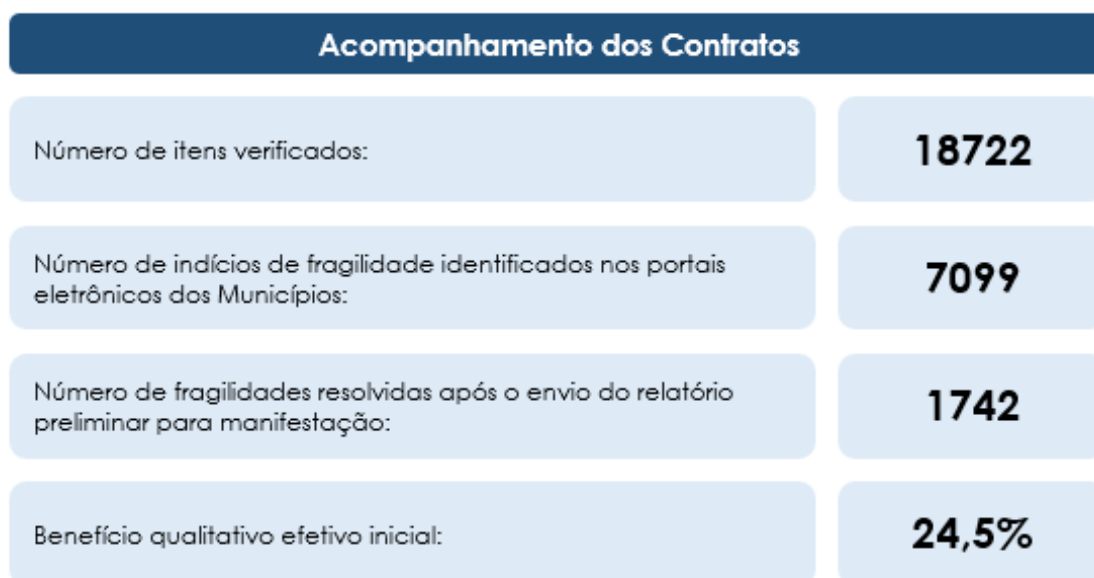 Acompanhamento dos Contratos
Número de itens verificados:
18722
Número de indícios de fragilidade identificados nos portais
eletrônicos dos Municípios:
7099
Número de fragilidades resolvidas após o envio do relatório
preliminar para manifestação:
1742
Benefício qualitativo efetivo inicial:
24,5%